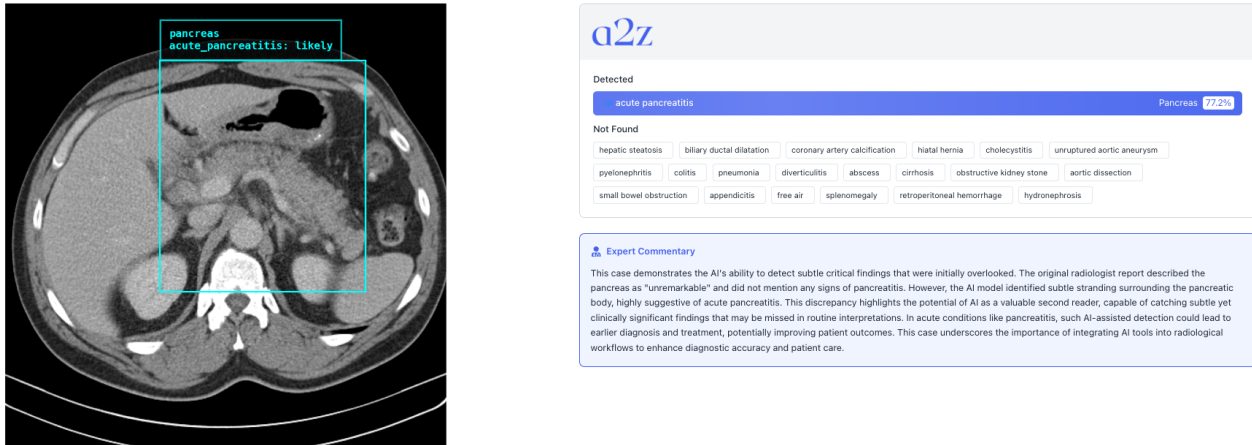 pancreas
acute_pancreatitis: likely
a2z
Detected
acute pancreatitis Pancreas 77.2%
Not Found
hepatic steatosis biliary ductal dilatation coronary artery calcification hiatal hernia cholecystitis unruptured aortic aneurysm
pyelonephritis colitis pneumonia diverticulitis abscess cirrhosis obstructive kidney stone aortic dissection
small bowel obstruction appendicitis free air splenomegaly retroperitoneal hemorrhage hydronephrosis
Expert Commentary
This case demonstrates the AI's ability to detect subtle critical findings that were initially overlooked. The original radiologist report described the
pancreas as "unremarkable" and did not mention any signs of pancreatitis. However, the AI model identified subtle stranding surrounding the pancreatic
body, highly suggestive of acute pancreatitis. This discrepancy highlights the potential of AI as a valuable second reader, capable of catching subtle yet
clinically significant findings that may be missed in routine interpretations. In acute conditions like pancreatitis, such AI-assisted detection could lead to
earlier diagnosis and treatment, potentially improving patient outcomes. This case underscores the importance of integrating AI tools into radiological
workflows to enhance diagnostic accuracy and patient care.